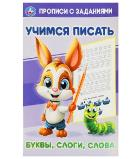 ПРОПИСИ С ЗАДАНИЯМИ
УЧИМСЯ ПИСАТЬ
БУКВЫ, СЛОГИ, СЛОВА